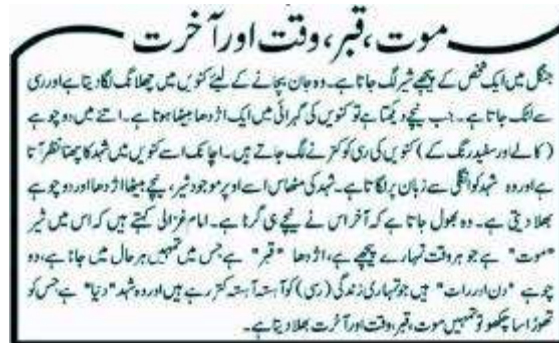 موت، قبر، وقت اور آخرت
جنگل میں ایک شخص کے پیچھے شیر لگ جاتا ہے۔ وہ جان بچانے کے لیئے کنویں میں چھلانگ لگا دیتا ہے اور رسی
سے لٹک جاتا ہے۔ جب نیچے دیکھتا ہے تو کنویں کی گہرائی میں ایک اژدھا بیٹھا ہوتا ہے۔ اتنے میں دو چوہے
(کالے اور سفید رنگ کے) کنویں کی رسی کو کترنے لگ جاتے ہیں۔ اچانک اسے کنویں میں شہد کا چھتا نظر آتا
ہے اور وہ شہد کو انگلی سے زبان پر لگاتا ہے۔ شہد کی مٹھاس اسے اوپر موجود شیر، نیچے بیٹھا اژدھا اور دو چوہے
بھلا دیتی ہے۔ وہ بھول جاتا ہے کہ آخر اس نے نیچے ہی گرنا ہے۔ امام غزالی کہتے ہیں کہ اس میں شیر
"موت" ہے جو ہر وقت تمہارے پیچھے ہے، اژدھا "قبر" ہے جس میں تمہیں ہر حال میں جانا ہے، دو
چوہے "دن اور رات" ہیں جو تمہاری زندگی (رسی) کو آہستہ آہستہ کتر رہے ہیں اور وہ شہد "دنیا" ہے جس کو
تھوڑا سا چکھو تو تمہیں موت، قبر، وقت اور آخرت بھلا دیتا ہے۔